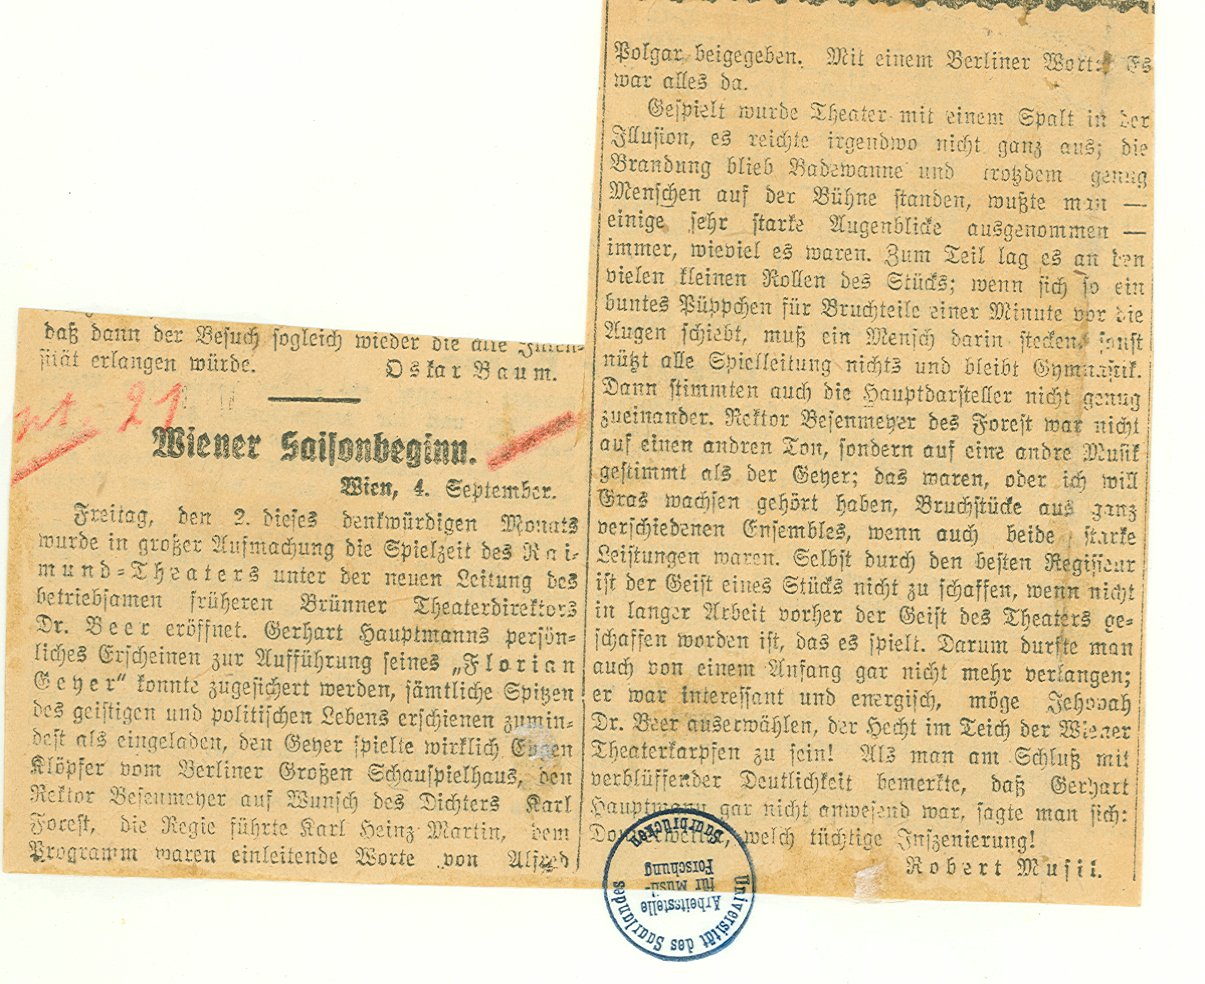 daß dann der Besuch sogleich wieder die alte Inten-
sität erlangen würde. Oskar Baum.
21
Wiener Saisonbeginn.
Wien, 4. September.
Freitag, den 2. dieses denkwürdigen Monats
wurde in großer Aufmachung die Spielzeit des Rai-
mund-Theaters unter der neuen Leitung des
betriebsamen früheren Brünner Theaterdirektors
Dr. Beer eröffnet. Gerhart Hauptmanns persön-
liches Erscheinen zur Aufführung seines „Florian
Geyer“ konnte zugesichert werden, sämtliche Spitzen
des geistigen und politischen Lebens erschienen zumin-
dest als eingeladen, den Geyer spielte wirklich Eugen
Klöpfer vom Berliner Großen Schauspielhaus, den
Rektor Besenmeyer auf Wunsch des Dichters Karl
Forest, die Regie führte Karl Heinz Martin, dem
Programm waren einleitende Worte von Alfred
Polgar beigegeben. Mit einem Berliner Wort: Es
war alles da.
Gespielt wurde Theater mit einem Spalt in der
Illusion, es reichte irgendwo nicht ganz aus; die
Brandung blieb Badewanne und trotzdem genug
Menschen auf der Bühne standen, wußte man —
einige sehr starke Augenblicke ausgenommen —
immer, wieviel es waren. Zum Teil lag es an den
vielen kleinen Rollen des Stücks; wenn sich so ein
buntes Püppchen für Bruchteile einer Minute vor die
Augen schiebt, muß ein Mensch darin stecken, sonst
nützt alle Spielleitung nichts und bleibt Gymnastik.
Dann stimmten auch die Hauptdarsteller nicht genug
zueinander. Rektor Besenmeyer des Forest war nicht
auf einen andren Ton, sondern auf eine andre Musik
gestimmt als der Geyer; das waren, oder ich will
Gras wachsen gehört haben, Bruchstücke aus ganz
verschiedenen Ensembles, wenn auch beide starke
Leistungen waren. Selbst durch den besten Regisseur
ist der Geist eines Stücks nicht zu schaffen, wenn nicht
in langer Arbeit vorher der Geist des Theaters ge-
schaffen worden ist, das es spielt. Darum durfte man
auch von einem Anfang gar nicht mehr verlangen;
er war interessant und energisch, möge Jehovah
Dr. Beer auserwählen, der Hecht im Teich der Wiener
Theaterkarpfen zu sein! Als man am Schluß mit
verblüffender Deutlichkeit bemerkte, daß Gerhart
Hauptmann gar nicht anwesend war, sagte man sich:
Donnerwetter, welch tüchtige Inszenierung!
Robert Musil.
Universität des Saarlandes
Saarbrücken
Arbeitsstelle
für Musil-
Forschung